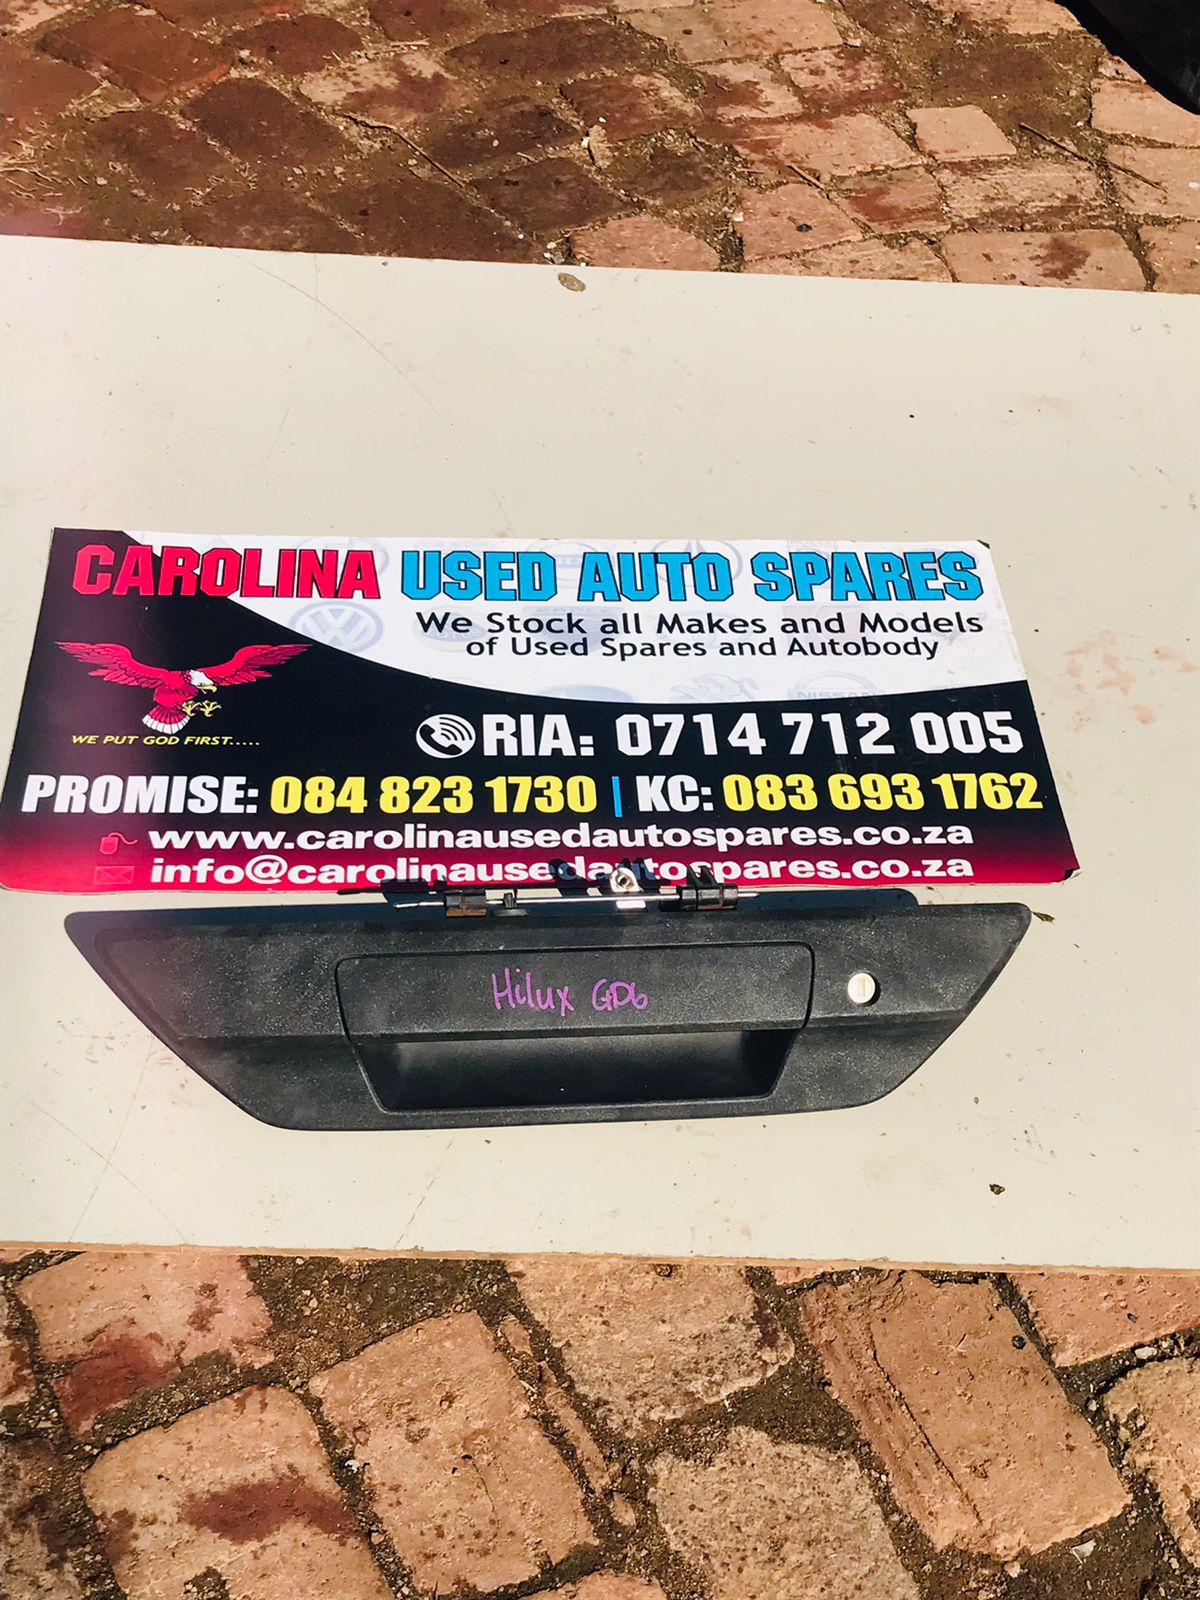 CAROLINA USED AUTO SPARES
We Stock all Makes and Models
of Used Spares and Autobody
WE PUT GOD FIRST.....
RIA: 0714 712 005
PROMISE: 084 823 1730 | KC: 083 693 1762
www.carolinausedautospares.co.za
info@carolinausedautospares.co.za
Hilux GD6